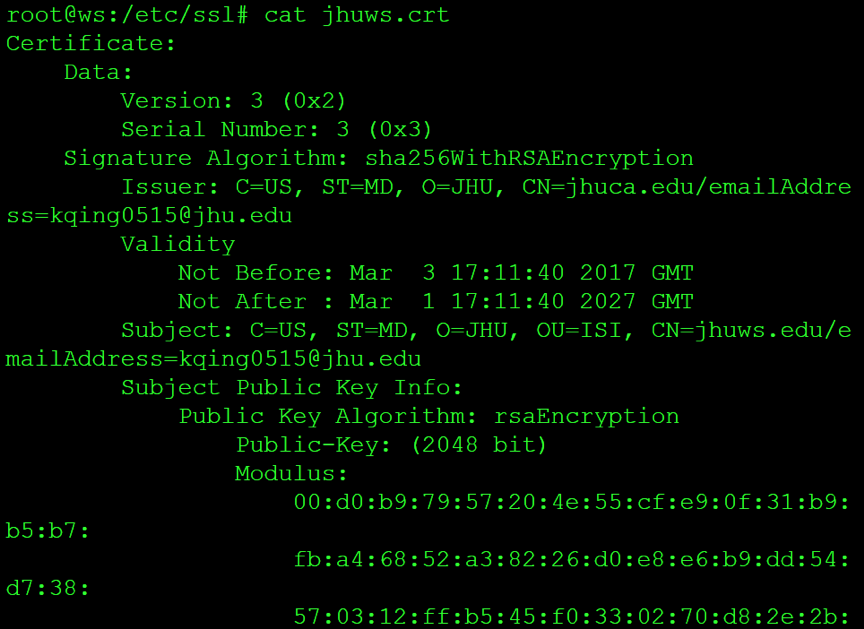 root@ws:/etc/ssl# cat jhuws.crt
Certificate:
    Data:
        Version: 3 (0x2)
        Serial Number: 3 (0x3)
    Signature Algorithm: sha256WithRSAEncryption
        Issuer: C=US, ST=MD, O=JHU, CN=jhuca.edu/emailAddre
ss=kqing0515@jhu.edu
        Validity
            Not Before: Mar  3 17:11:40 2017 GMT
            Not After : Mar  1 17:11:40 2027 GMT
        Subject: C=US, ST=MD, O=JHU, OU=ISI, CN=jhuws.edu/e
mailAddress=kqing0515@jhu.edu
        Subject Public Key Info:
            Public Key Algorithm: rsaEncryption
                Public-Key: (2048 bit)
                Modulus:
                    00:d0:b9:79:57:20:4e:55:cf:e9:0f:31:b9:
b5:b7:
                    fb:a4:68:52:a3:82:26:d0:e8:e6:b9:dd:54:
d7:38:
                    57:03:12:ff:b5:45:f0:33:02:70:d8:2e:2b: